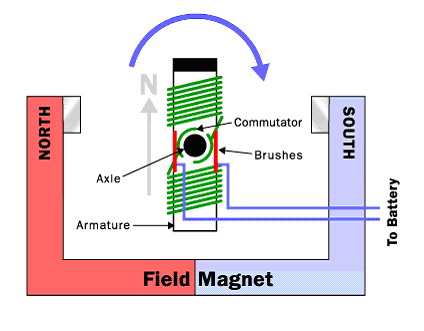 N
NORTH
SOUTH
Commutator
Brushes
Axle
Armature
To Battery
Field Magnet